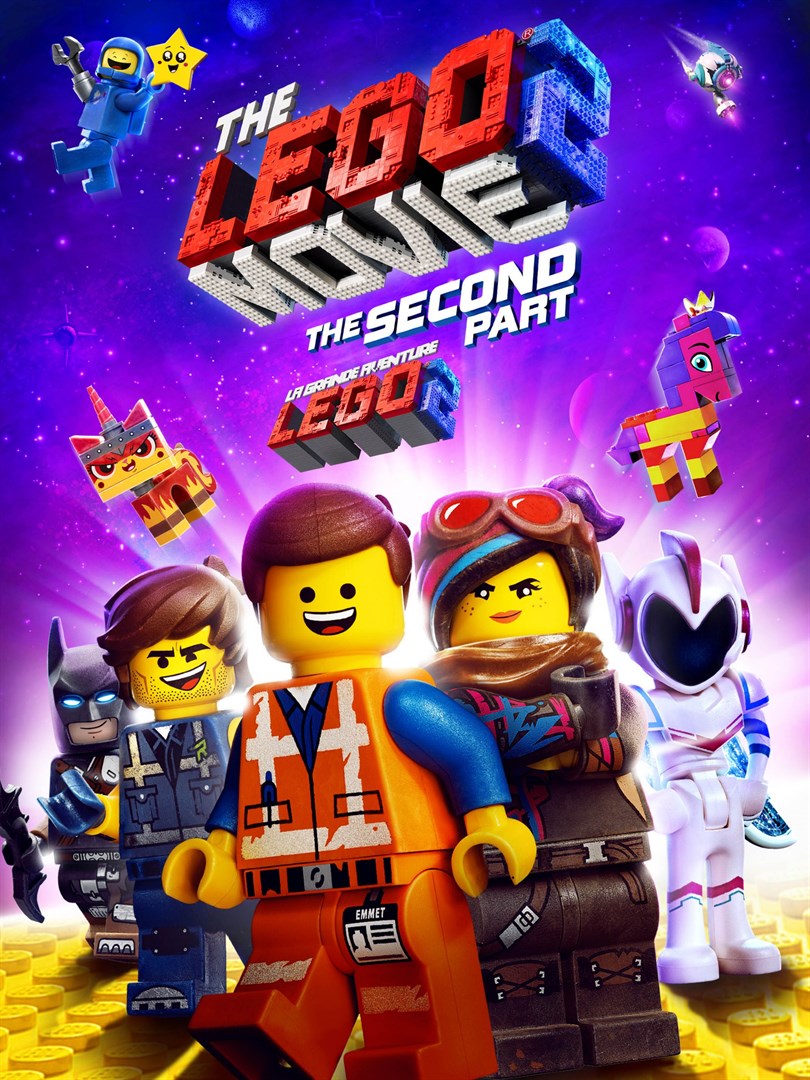 THE
LEGO® 2
MOVIE
THE SECOND
PART
LA GRANDE AVENTURE
LEGO 2
EMMET